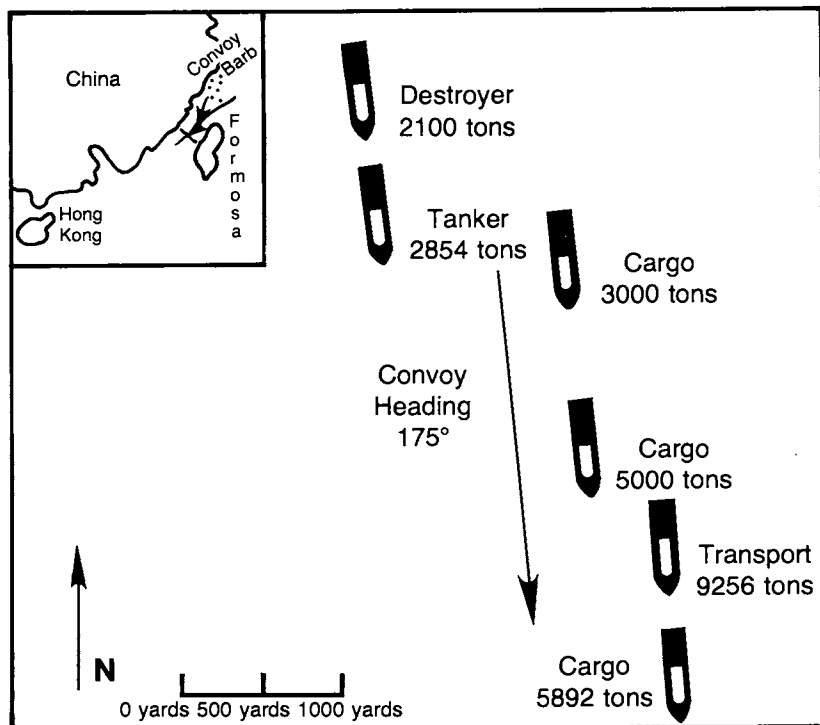 China
Convoy
Barb
Formosa
Hong
Kong
Destroyer
2100 tons
Tanker
2854 tons
Cargo
3000 tons
Convoy
Heading
175°
Cargo
5000 tons
Transport
9256 tons
Cargo
5892 tons
N
0 yards 500 yards 1000 yards